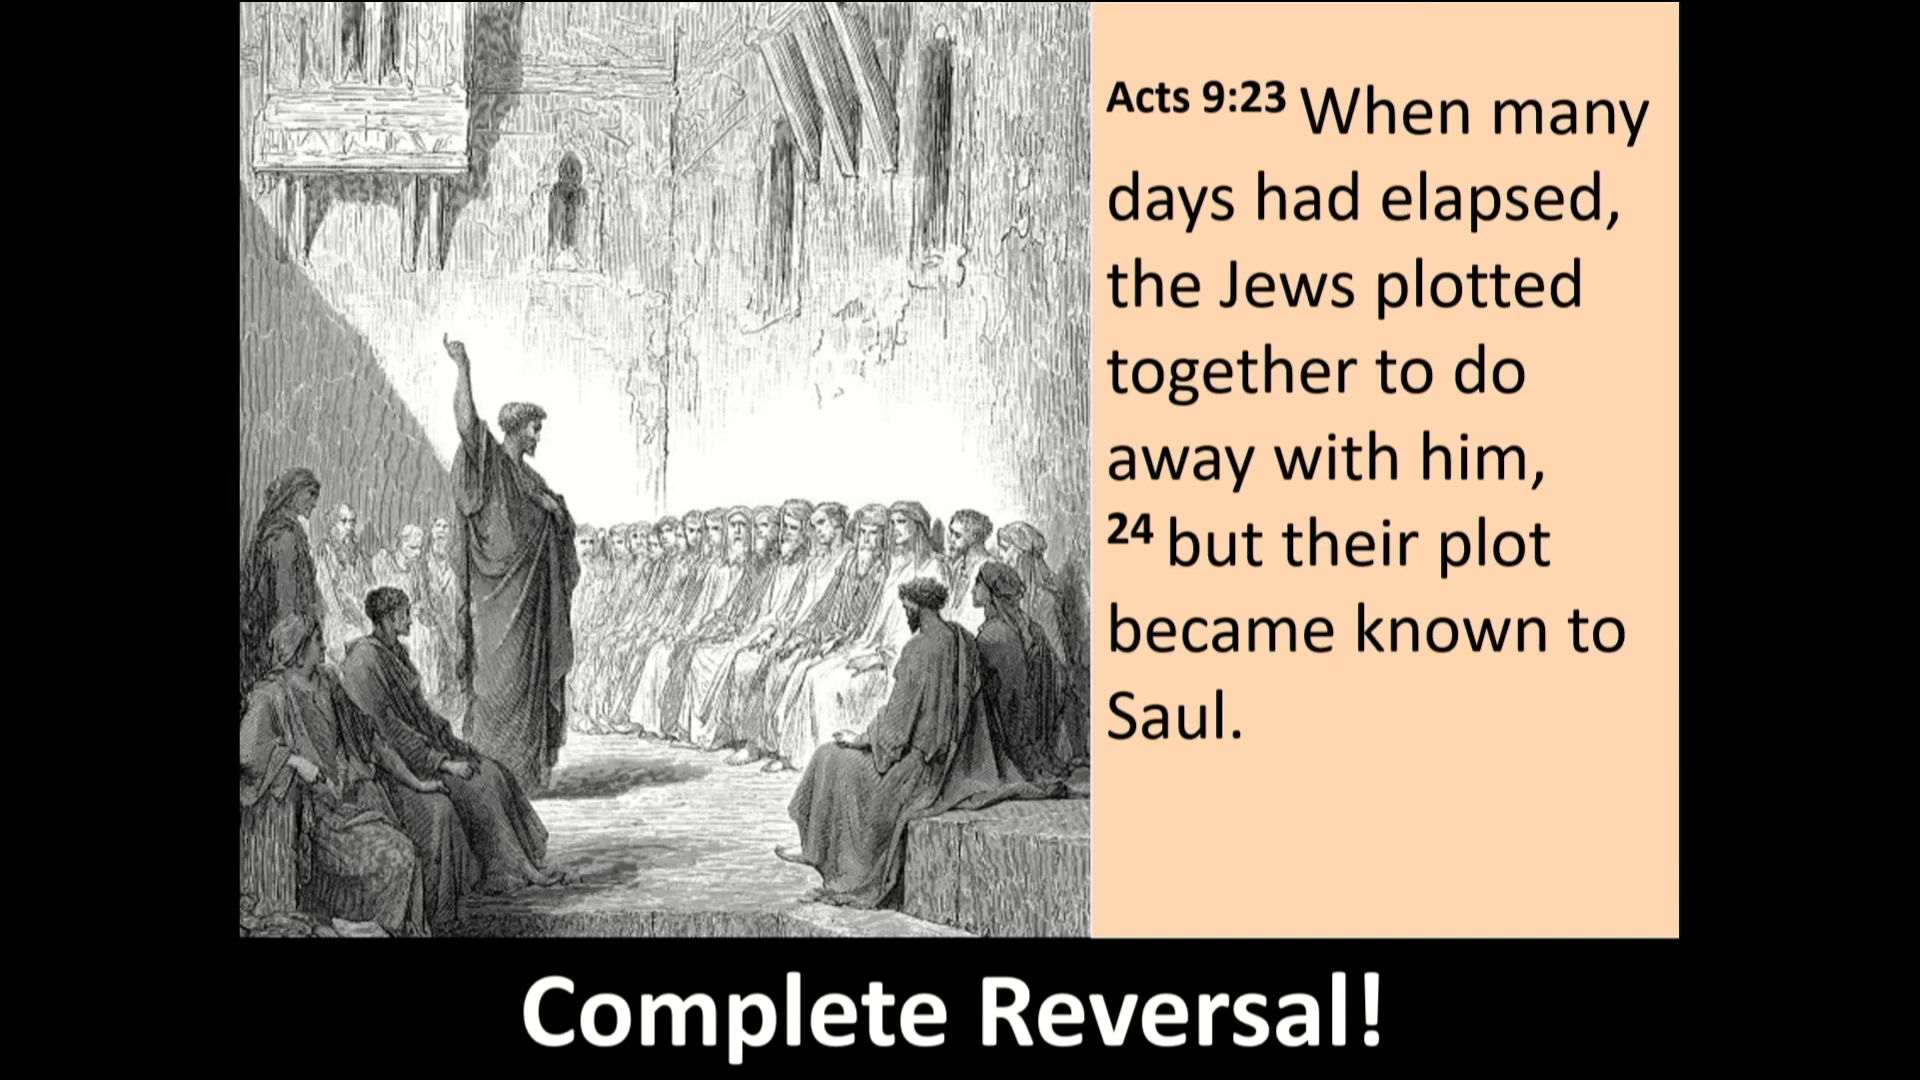 Acts 9:23 When many
days had elapsed,
the Jews plotted
together to do
away with him,
24 but their plot
became known to
Saul.
Complete Reversal!